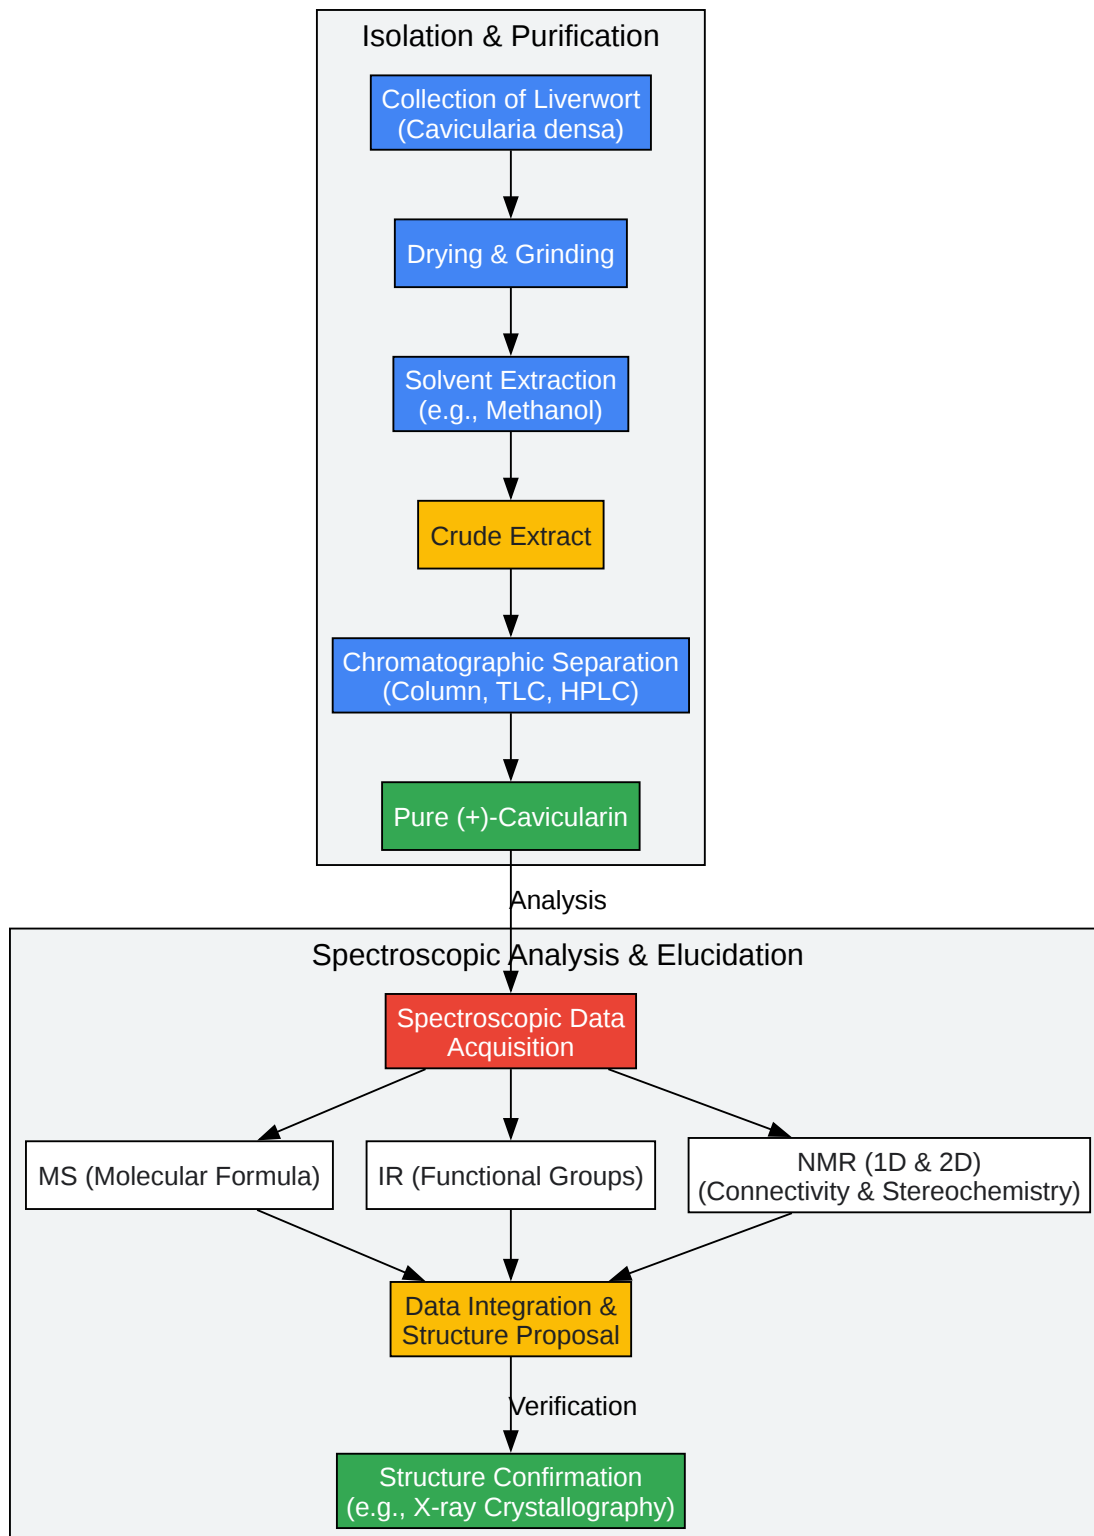 Isolation & Purification
Collection of Liverwort
(Cavicularia densa)
Drying & Grinding
Solvent Extraction
(e.g., Methanol)
Crude Extract
Chromatographic Separation
(Column, TLC, HPLC)
Pure (+)-Cavicularin
Analysis
Spectroscopic Analysis & Elucidation
Spectroscopic Data
Acquisition
MS (Molecular Formula)
IR (Functional Groups)
NMR (1D & 2D)
(Connectivity & Stereochemistry)
Data Integration &
Structure Proposal
Verification
Structure Confirmation
(e.g., X-ray Crystallography)